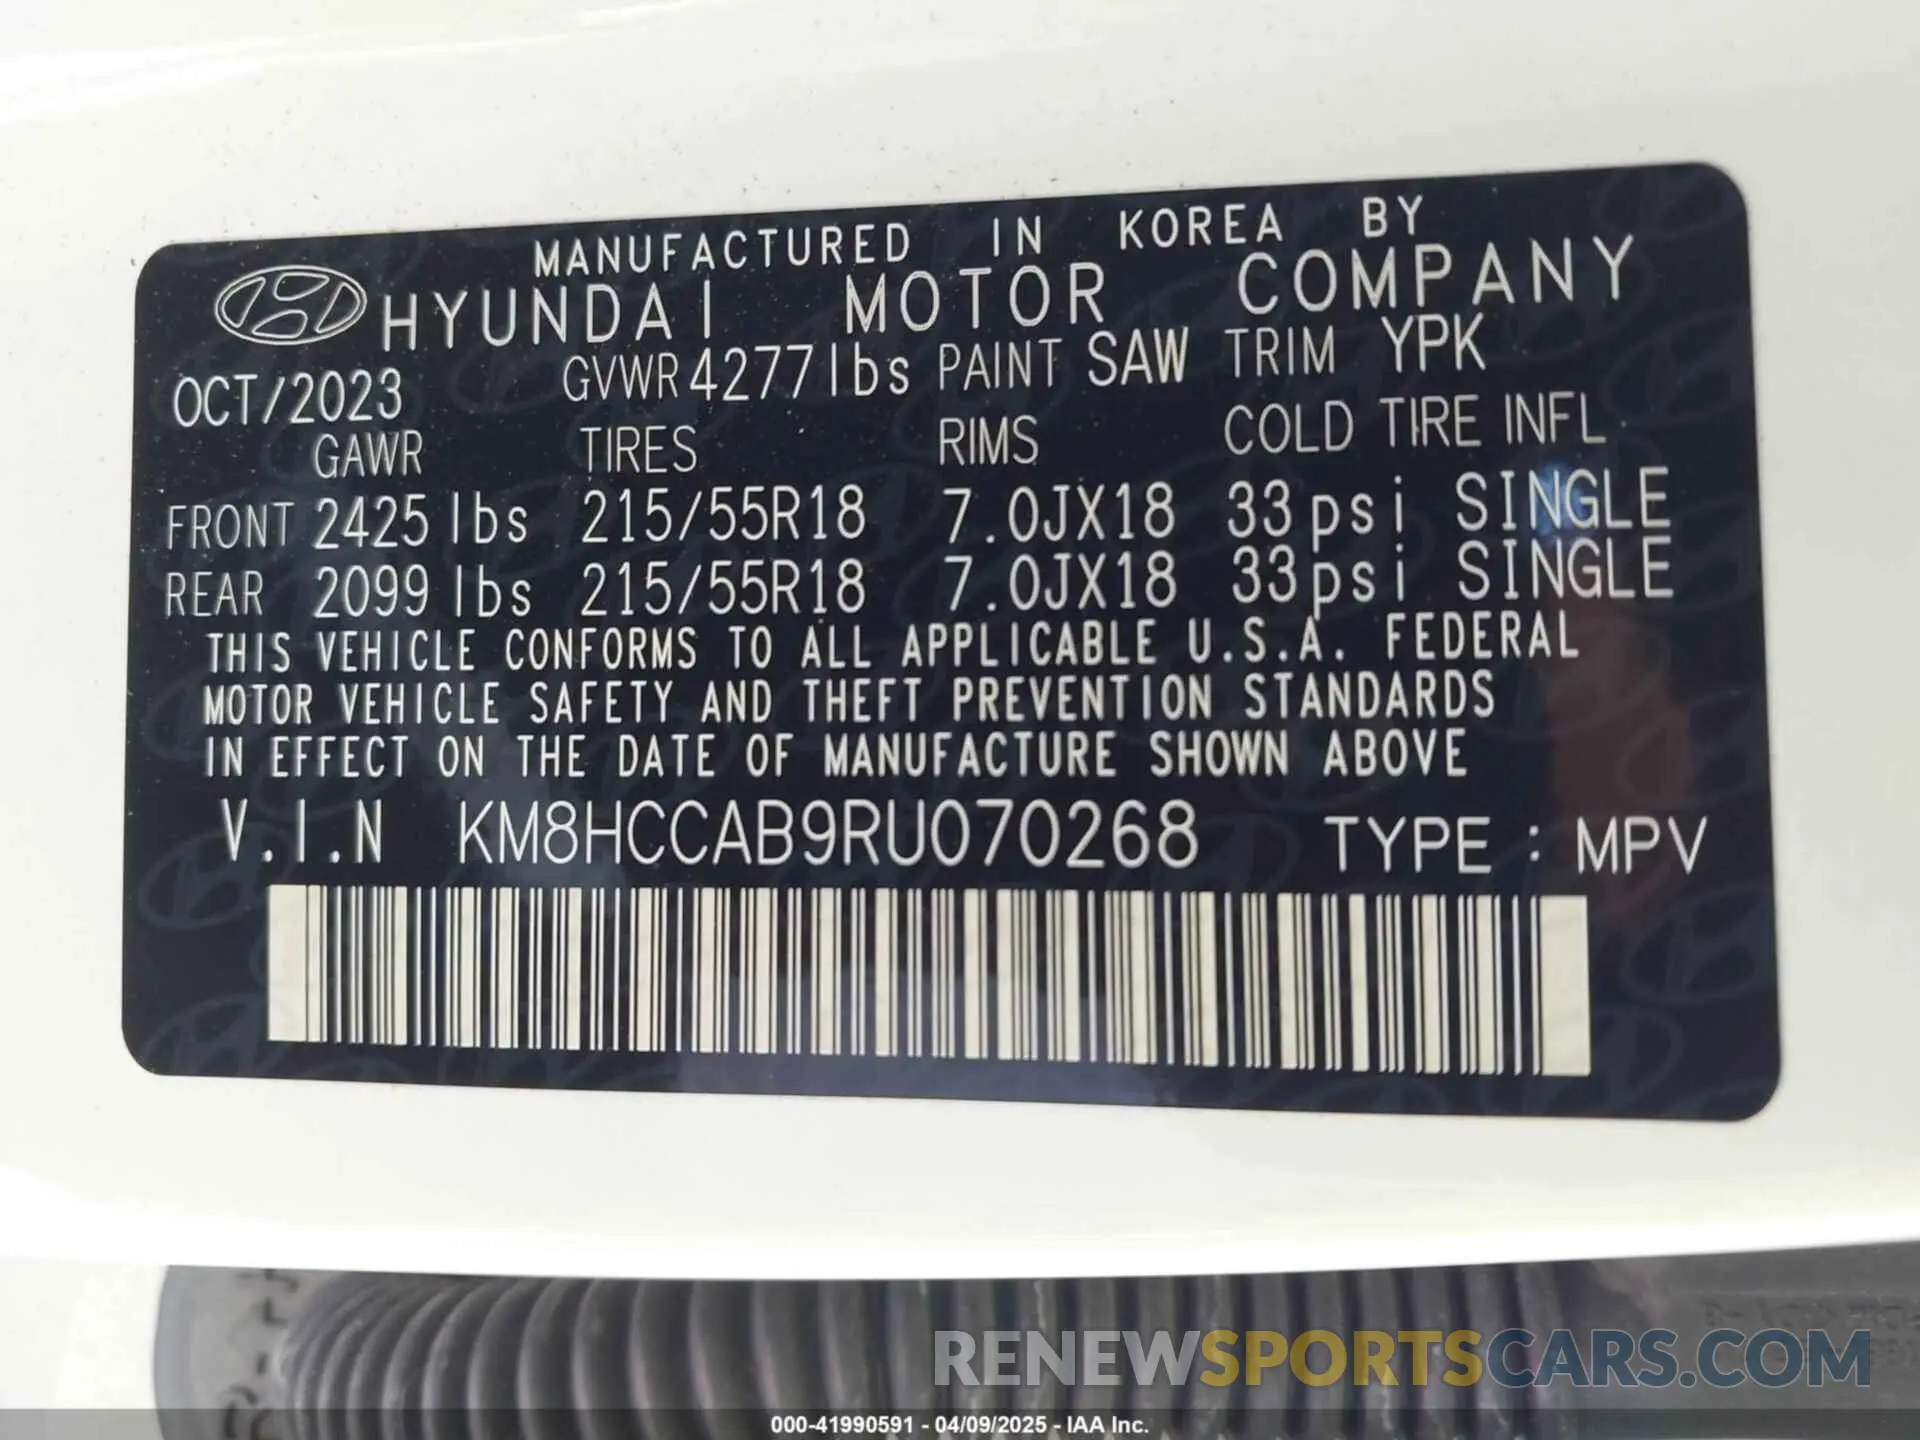 MANUFACTURED IN KOREA BY
HYUNDAI MOTOR COMPANY
OCT/2023 GVWR 4277 lbs PAINT SAW TRIM YPK
GAWR TIRES RIMS COLD TIRE INFL.
FRONT 2425 lbs 215/55R18 7.0JX18 33psi SINGLE
REAR 2099 lbs 215/55R18 7.0JX18 33psi SINGLE
THIS VEHICLE CONFORMS TO ALL APPLICABLE U.S.A. FEDERAL
MOTOR VEHICLE SAFETY AND THEFT PREVENTION STANDARDS
IN EFFECT ON THE DATE OF MANUFACTURE SHOWN ABOVE
V.I.N KM8HCCAB9RU070268 TYPE : MPV
RENEWSPORTSCARS.COM
000-41990591 - 04/09/2025 - IAA Inc.